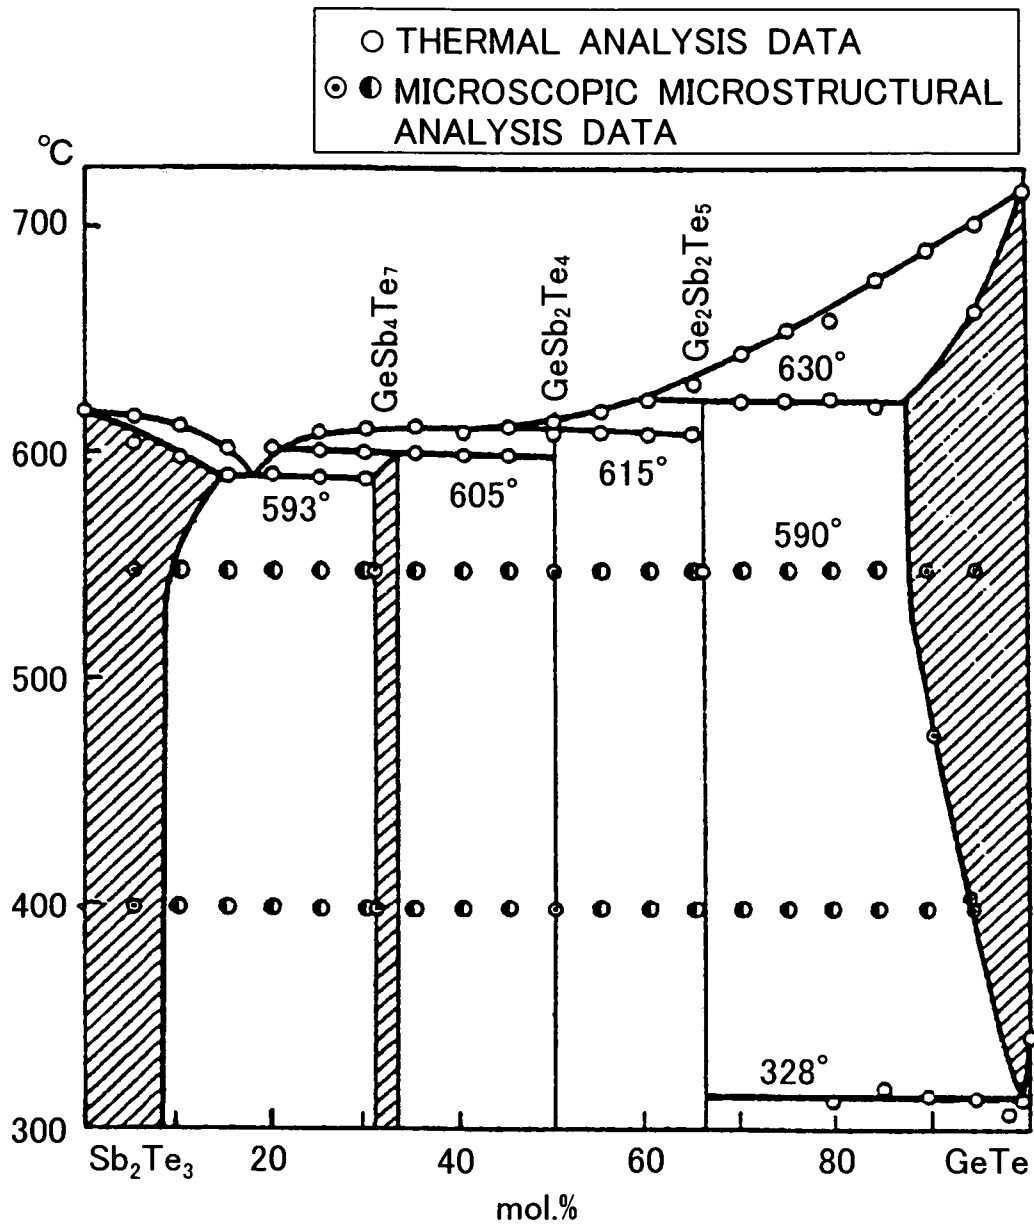 ○ THERMAL ANALYSIS DATA
⊙ ◐ MICROSCOPIC MICROSTRUCTURAL
ANALYSIS DATA
°C
700
600
500
400
300
GeSb₄Te₇
GeSb₂Te₄
Ge₂Sb₂Te₅
630°
593°
605°
615°
590°
328°
Sb₂Te₃ 20 40 60 80 GeTe
mol.%